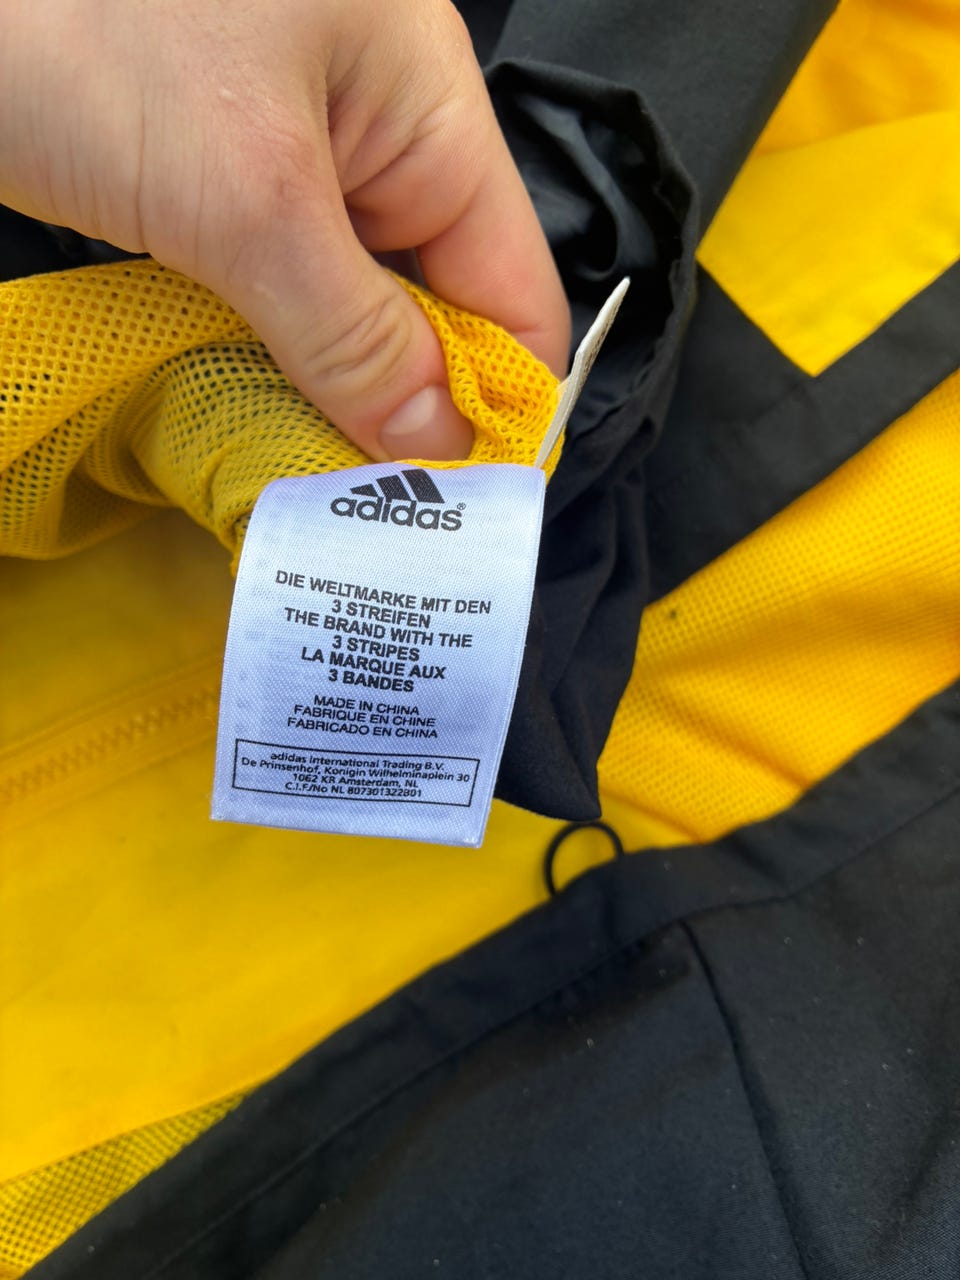 adidas®
DIE WELTMARKE MIT DEN
3 STREIFEN
THE BRAND WITH THE
3 STRIPES
LA MARQUE AUX
3 BANDES
MADE IN CHINA
FABRIQUE EN CHINE
FABRICADO EN CHINA
adidas International Trading B.V.
De Prinsenhof, Konigin Wilhelminaplein 30
1062 KR Amsterdam, NL
C.I.F./No NL 807301322B01